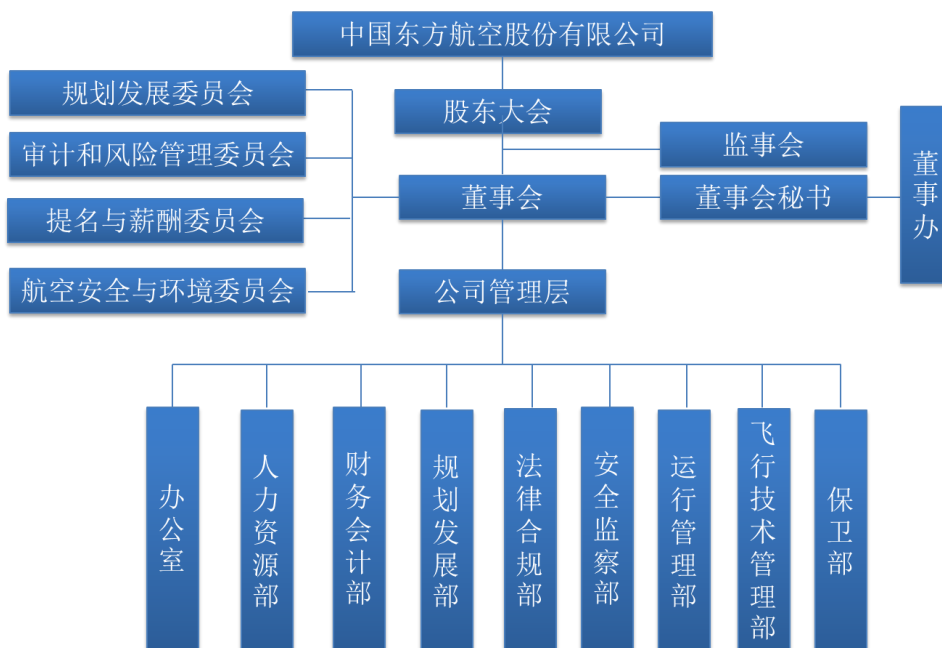 中国东方航空股份有限公司
规划发展委员会
股东大会
审计和风险管理委员会
监事会
提名与薪酬委员会
董事会
董事会秘书
董事办
航空安全与环境委员会
公司管理层
办公室
人力资源部
财务会计部
规划发展部
法律合规部
安全监察部
运行管理部
飞行技术管理部
保卫部